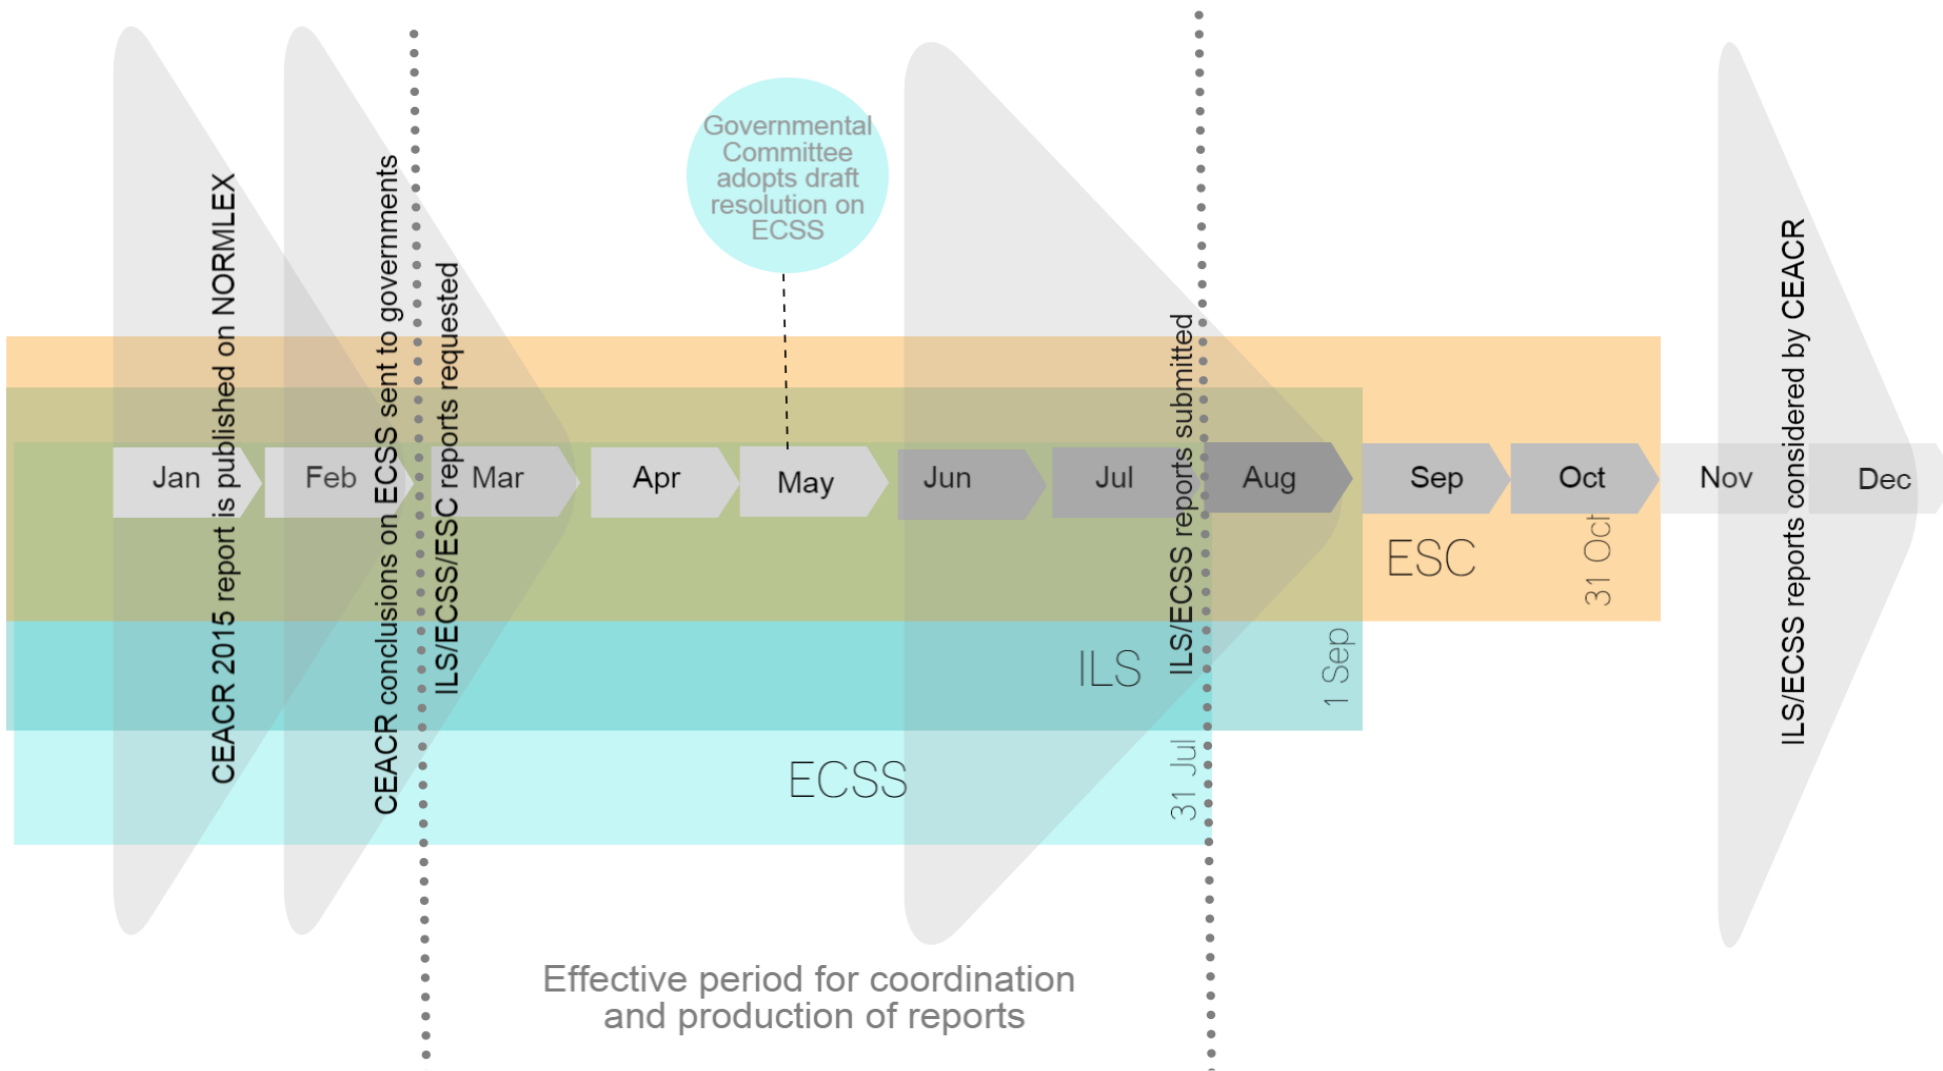 Governmental
Committee
adopts draft
resolution on
ECSS
CEACR 2015 report is published on NORMLEX
CEACR conclusions on ECSS sent to governments
ILS/ECSS/ESC reports requested
ILS/ECSS reports submitted
ILS/ECSS reports considered by CEACR
Jan
Feb
Mar
Apr
May
Jun
Jul
Aug
Sep
Oct
Nov
Dec
ESC
31 Oct
ILS
1 Sep
ECSS
31 Jul
Effective period for coordination
and production of reports